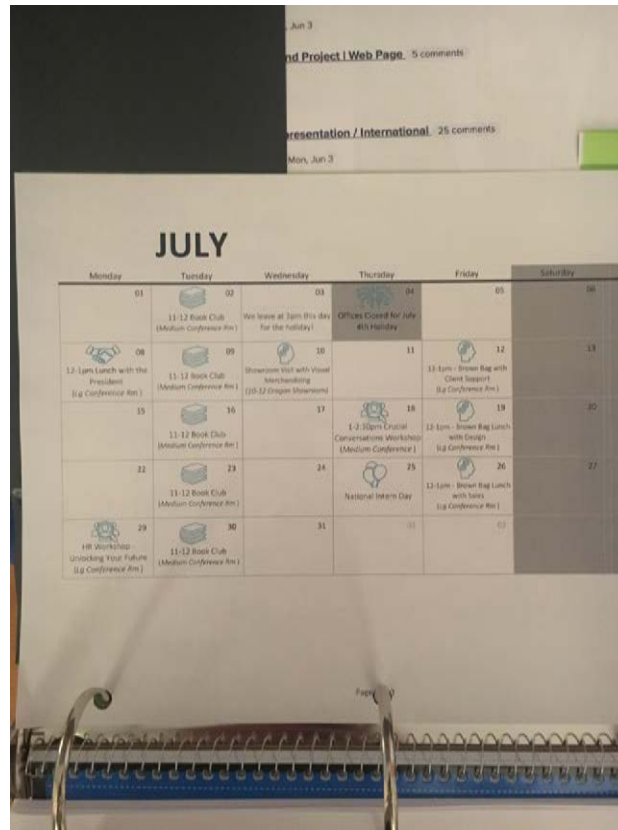 , Jun 3
nd Project | Web Page 5 comments
resentation / International 25 comments
Mon, Jun 3
JULY
Monday Tuesday Wednesday Thursday Friday Saturday
01 02 03 04 05 06
11-12 Book Club
(Medium Conference Rm)
We leave at 3pm this day
for the holiday!
Offices Closed for July
4th Holiday
08 09 10 11 12 13
12-1pm Lunch with the
President
(Lg Conference Rm)
11-12 Book Club
(Medium Conference Rm)
Showroom Visit with Visual
Merchandising
(10-12 Showroom)
12-1pm - Brown Bag with
Client Support
(Lg Conference Rm)
15 16 17 18 19 20
11-12 Book Club
(Medium Conference Rm)
1-2:30pm Crucial
Conversations Workshop
(Medium Conference)
12-1pm - Brown Bag Lunch
with Design
(Lg Conference Rm)
22 23 24 25 26 27
11-12 Book Club
(Medium Conference Rm)
National Intern Day
12-1pm - Brown Bag Lunch
with Sales
(Lg Conference Rm)
29 30 31 01 02
HR Workshop -
Unlocking Your Future
(Lg Conference Rm)
11-12 Book Club
(Medium Conference Rm)
Page